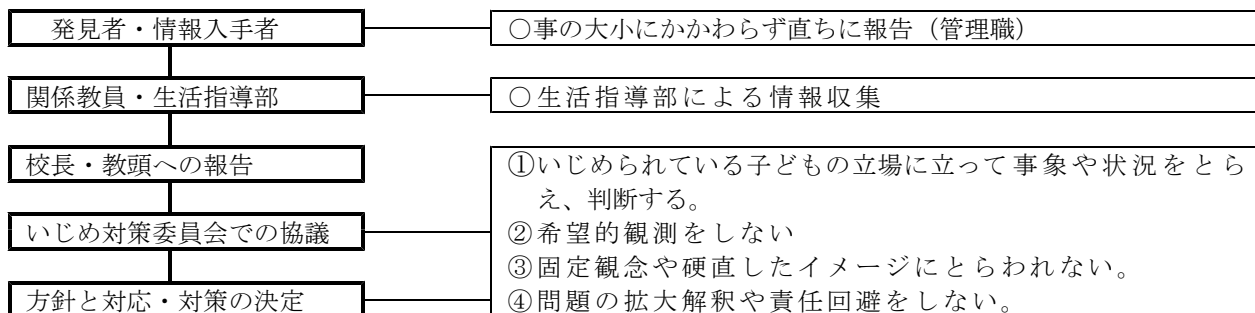 発見者・情報入手者
○事の大小にかかわらず直ちに報告（管理職）
関係教員・生活指導部
○生活指導部による情報収集
校長・教頭への報告
いじめ対策委員会での協議
方針と対応・対策の決定
①いじめられている子どもの立場に立って事象や状況をとら
え、判断する。
②希望的観測をしない
③固定観念や硬直したイメージにとらわれない。
④問題の拡大解釈や責任回避をしない。